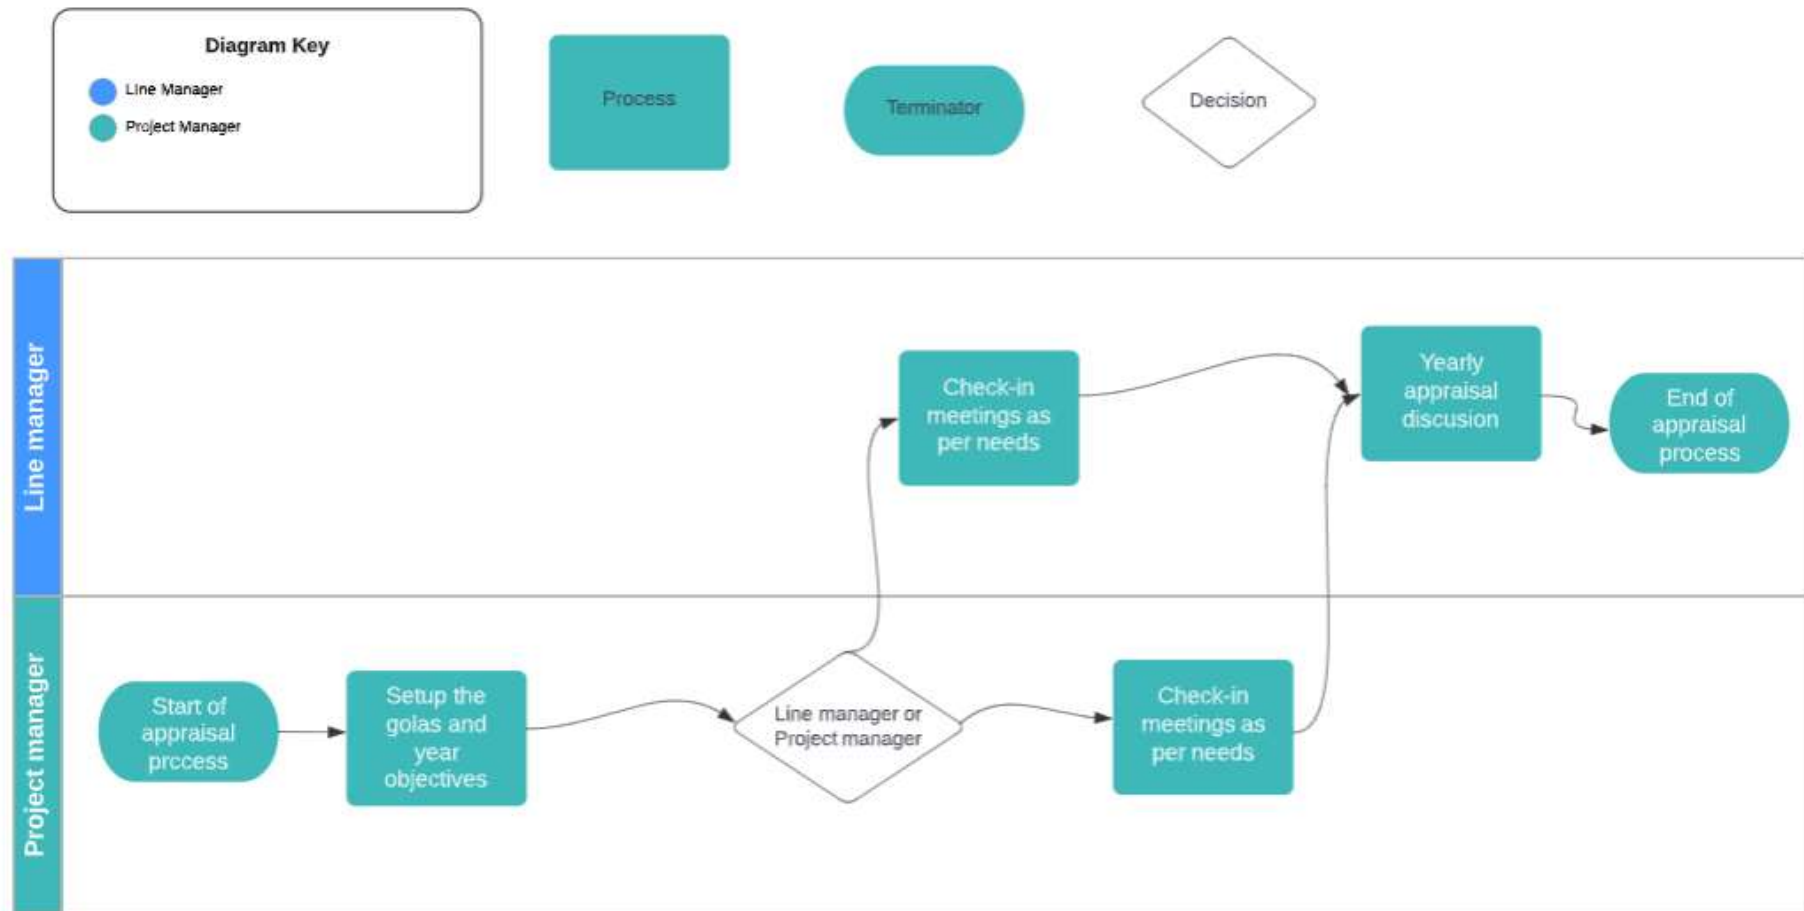 Diagram Key
Line Manager
Project Manager
Process
Terminator
Decision
Line manager
Check-in
meetings as
per needs
Yearly
appraisal
discusion
End of
appraisal
process
Project manager
Start of
appraisal
prccess
Setup the
golas and
year
objectives
Line manager or
Project manager
Check-in
meetings as
per needs